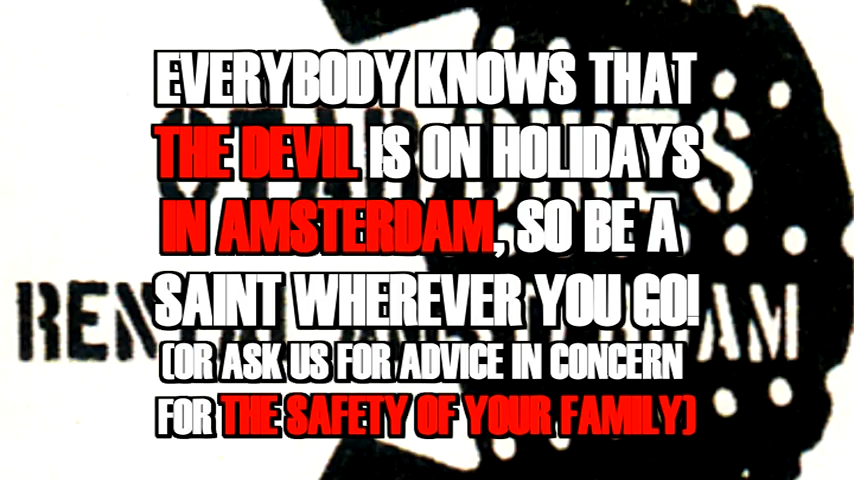 EVERYBODY KNOWS THAT
THE DEVIL IS ON HOLIDAYS
IN AMSTERDAM, SO BE A
SAINT WHEREVER YOU GO!
(OR ASK US FOR ADVICE IN CONCERN
FOR THE SAFETY OF YOUR FAMILY)